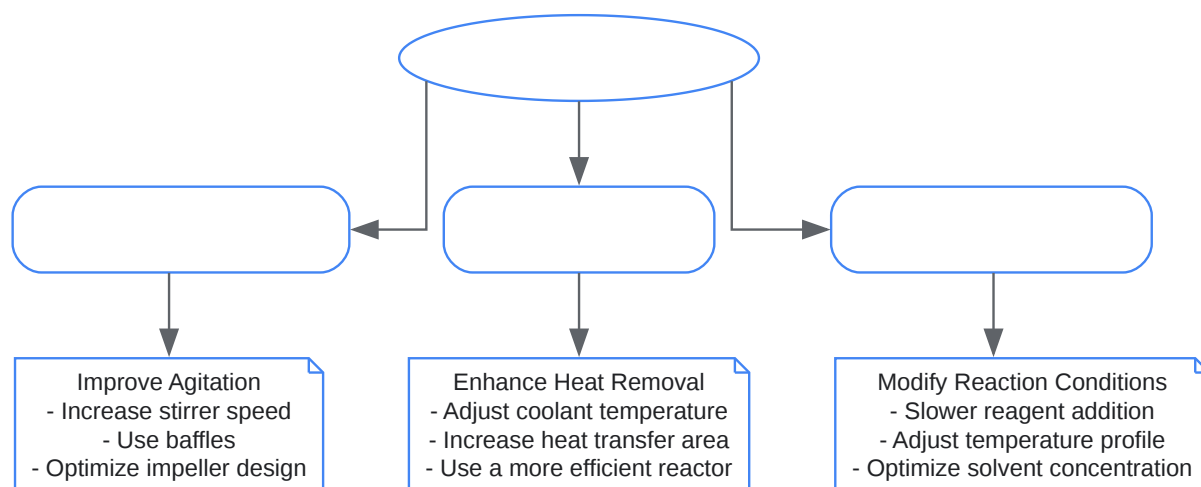 Improve Agitation
- Increase stirrer speed
- Use baffles
- Optimize impeller design
Enhance Heat Removal
- Adjust coolant temperature
- Increase heat transfer area
- Use a more efficient reactor
Modify Reaction Conditions
- Slower reagent addition
- Adjust temperature profile
- Optimize solvent concentration